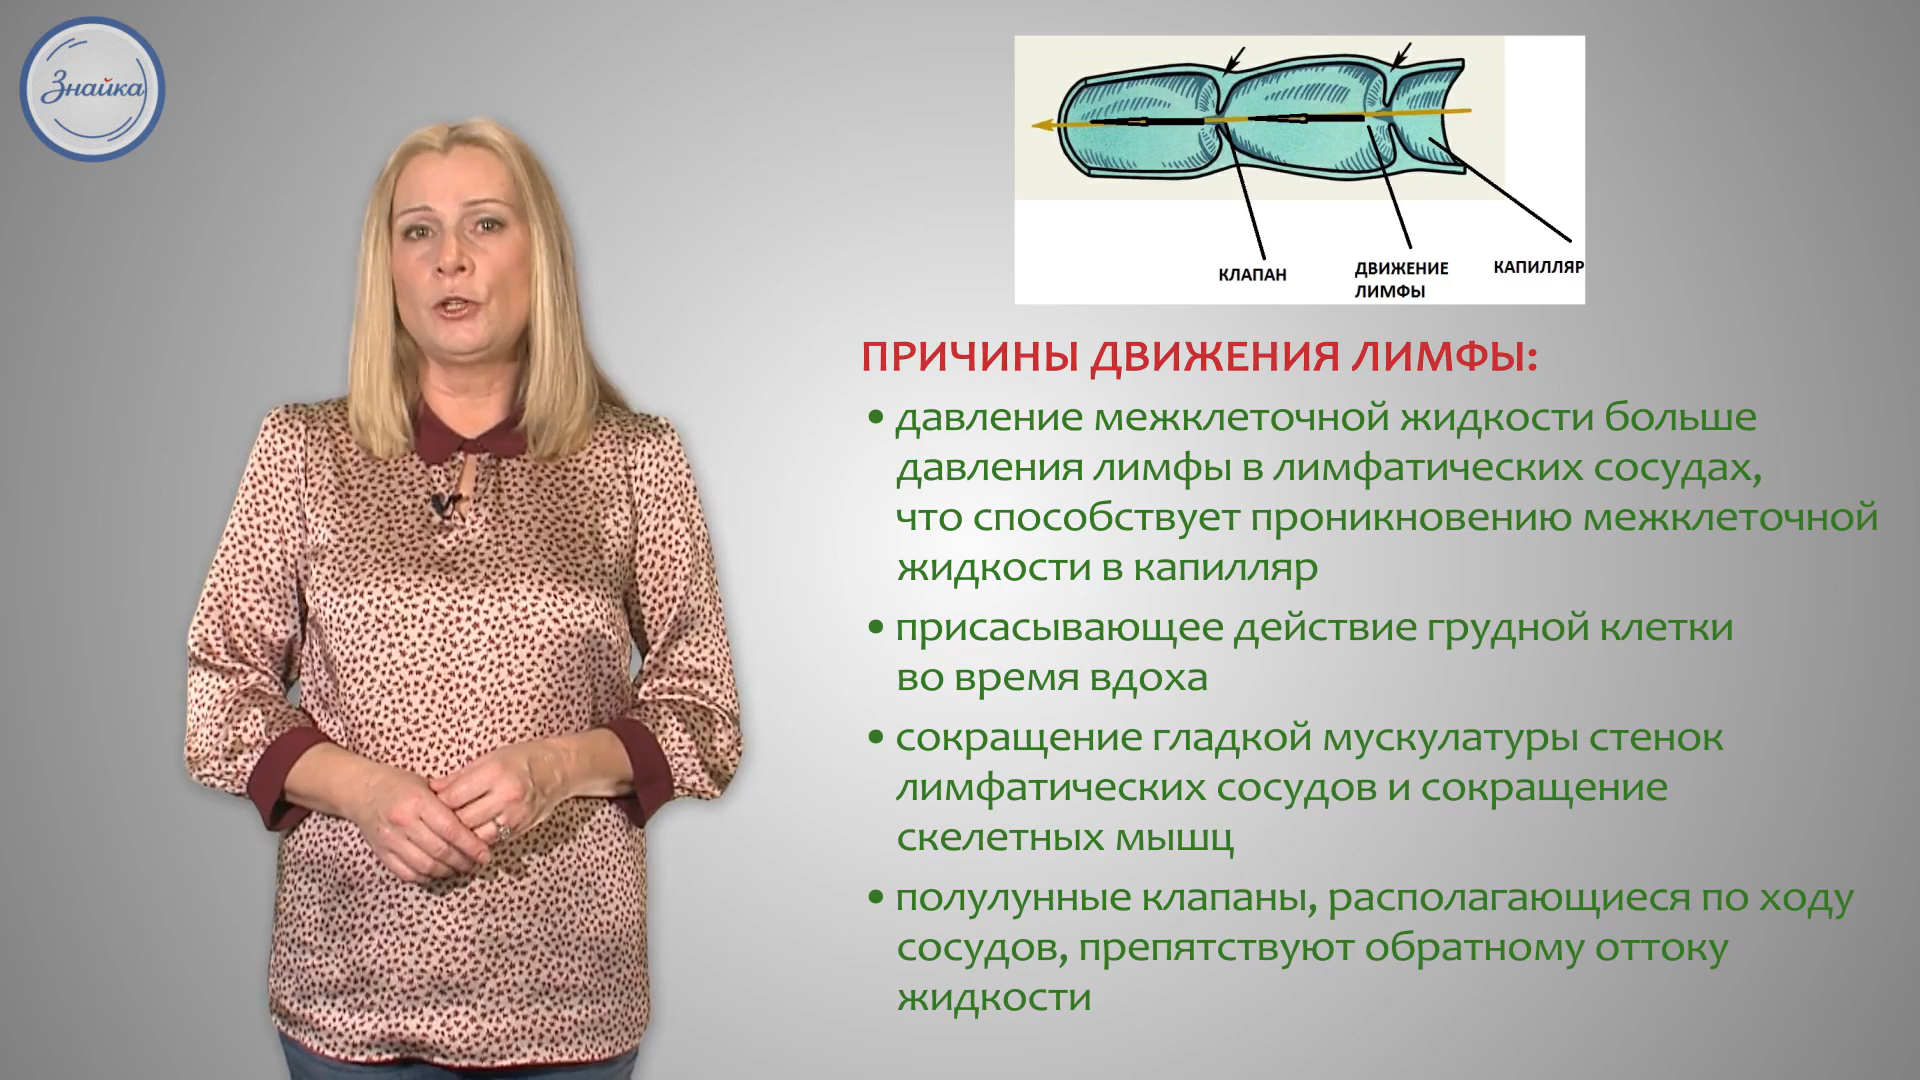 Знайка
КЛАПАН
ДВИЖЕНИЕ
ЛИМФЫ
КАПИЛЛЯР
ПРИЧИНЫ ДВИЖЕНИЯ ЛИМФЫ:
• давление межклеточной жидкости больше
давления лимфы в лимфатических сосудах,
что способствует проникновению межклеточной
жидкости в капилляр
• присасывающее действие грудной клетки
во время вдоха
• сокращение гладкой мускулатуры стенок
лимфатических сосудов и сокращение
скелетных мышц
• полулунные клапаны, располагающиеся по ходу
сосудов, препятствуют обратному оттоку
жидкости